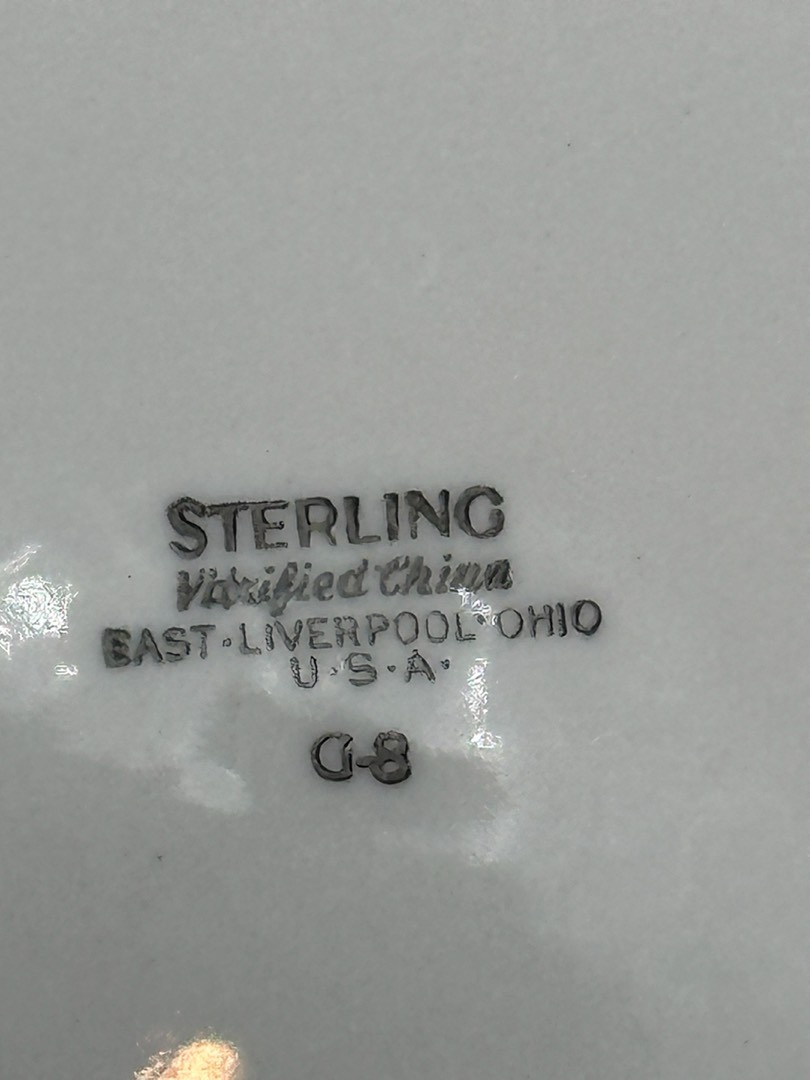 STERLING
Vitrified China
EAST·LIVERPOOL·OHIO
U·S·A·
G-8